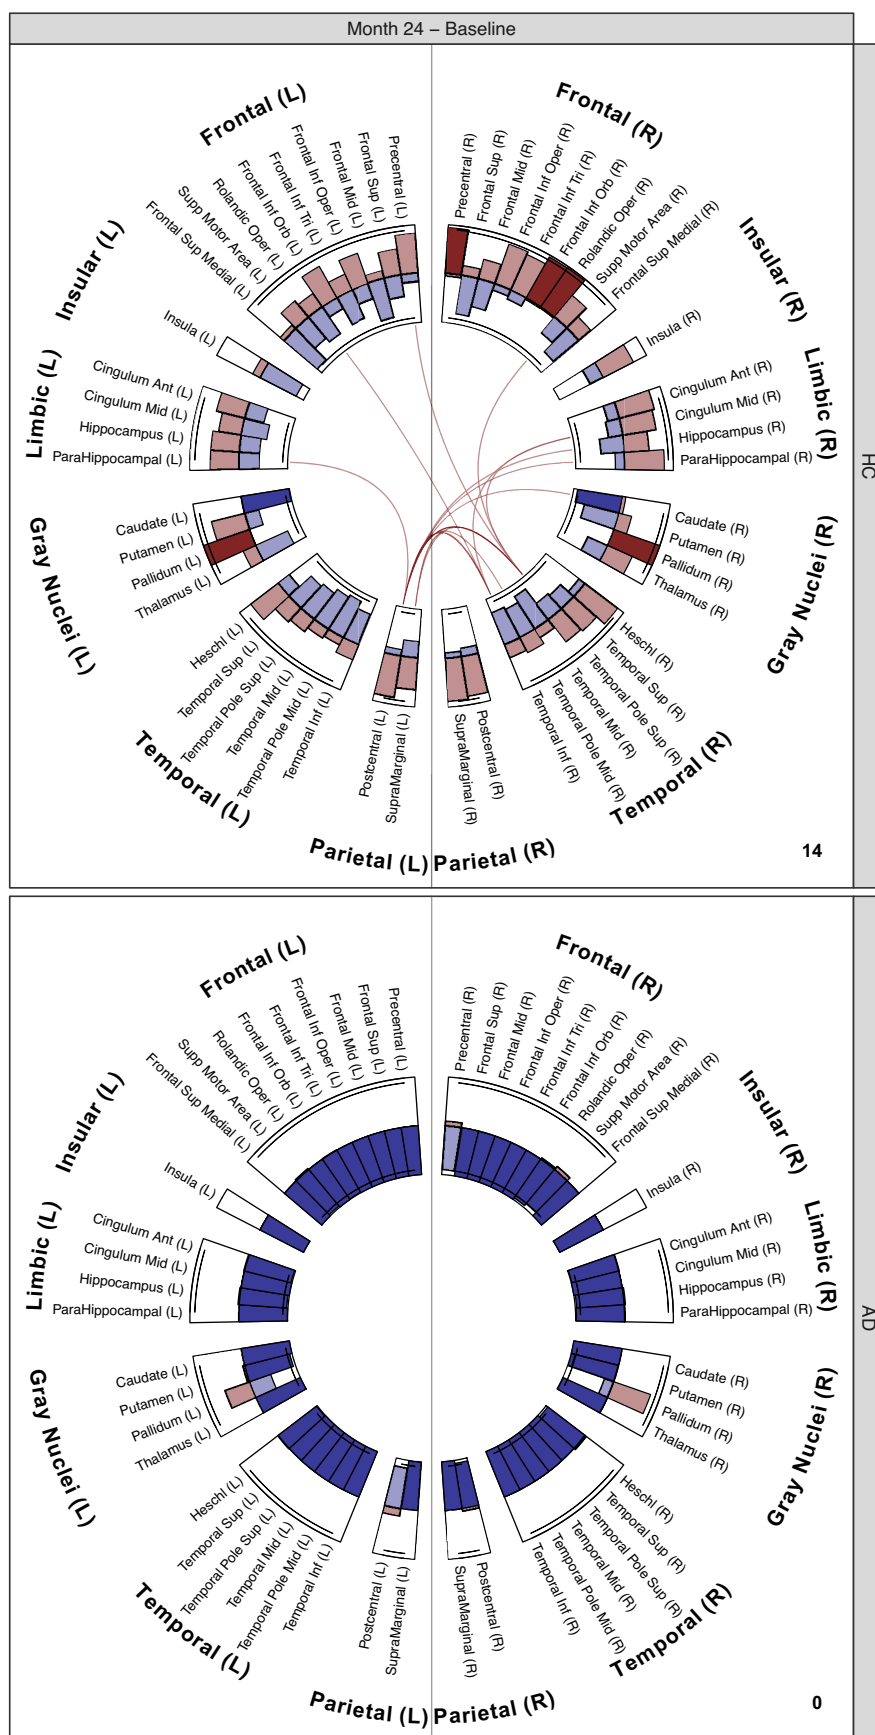 Month 24 − Baseline
HC
Frontal (L)
Frontal (R)
Insular (L)
Insular (R)
Limbic (L)
Limbic (R)
Gray Nuclei (L)
Gray Nuclei (R)
Temporal (L)
Temporal (R)
Parietal (L)
Parietal (R)
Precentral (L)
Frontal Sup (L)
Frontal Mid (L)
Frontal Inf Oper (L)
Frontal Inf Tri (L)
Frontal Inf Orb (L)
Rolandic Oper (L)
Supp Motor Area (L)
Frontal Sup Medial (L)
Insula (L)
Cingulum Ant (L)
Cingulum Mid (L)
Hippocampus (L)
ParaHippocampal (L)
Caudate (L)
Putamen (L)
Pallidum (L)
Thalamus (L)
Heschl (L)
Temporal Sup (L)
Temporal Pole Sup (L)
Temporal Mid (L)
Temporal Pole Mid (L)
Temporal Inf (L)
Postcentral (L)
SupraMarginal (L)
Precentral (R)
Frontal Sup (R)
Frontal Mid (R)
Frontal Inf Oper (R)
Frontal Inf Tri (R)
Frontal Inf Orb (R)
Rolandic Oper (R)
Supp Motor Area (R)
Frontal Sup Medial (R)
Insula (R)
Cingulum Ant (R)
Cingulum Mid (R)
Hippocampus (R)
ParaHippocampal (R)
Caudate (R)
Putamen (R)
Pallidum (R)
Thalamus (R)
Heschl (R)
Temporal Sup (R)
Temporal Pole Sup (R)
Temporal Mid (R)
Temporal Pole Mid (R)
Temporal Inf (R)
Postcentral (R)
SupraMarginal (R)
14
AD
Frontal (L)
Frontal (R)
Insular (L)
Insular (R)
Limbic (L)
Limbic (R)
Gray Nuclei (L)
Gray Nuclei (R)
Temporal (L)
Temporal (R)
Parietal (L)
Parietal (R)
Precentral (L)
Frontal Sup (L)
Frontal Mid (L)
Frontal Inf Oper (L)
Frontal Inf Tri (L)
Frontal Inf Orb (L)
Rolandic Oper (L)
Supp Motor Area (L)
Frontal Sup Medial (L)
Insula (L)
Cingulum Ant (L)
Cingulum Mid (L)
Hippocampus (L)
ParaHippocampal (L)
Caudate (L)
Putamen (L)
Pallidum (L)
Thalamus (L)
Heschl (L)
Temporal Sup (L)
Temporal Pole Sup (L)
Temporal Mid (L)
Temporal Pole Mid (L)
Temporal Inf (L)
Postcentral (L)
SupraMarginal (L)
Precentral (R)
Frontal Sup (R)
Frontal Mid (R)
Frontal Inf Oper (R)
Frontal Inf Tri (R)
Frontal Inf Orb (R)
Rolandic Oper (R)
Supp Motor Area (R)
Frontal Sup Medial (R)
Insula (R)
Cingulum Ant (R)
Cingulum Mid (R)
Hippocampus (R)
ParaHippocampal (R)
Caudate (R)
Putamen (R)
Pallidum (R)
Thalamus (R)
Heschl (R)
Temporal Sup (R)
Temporal Pole Sup (R)
Temporal Mid (R)
Temporal Pole Mid (R)
Temporal Inf (R)
Postcentral (R)
SupraMarginal (R)
0